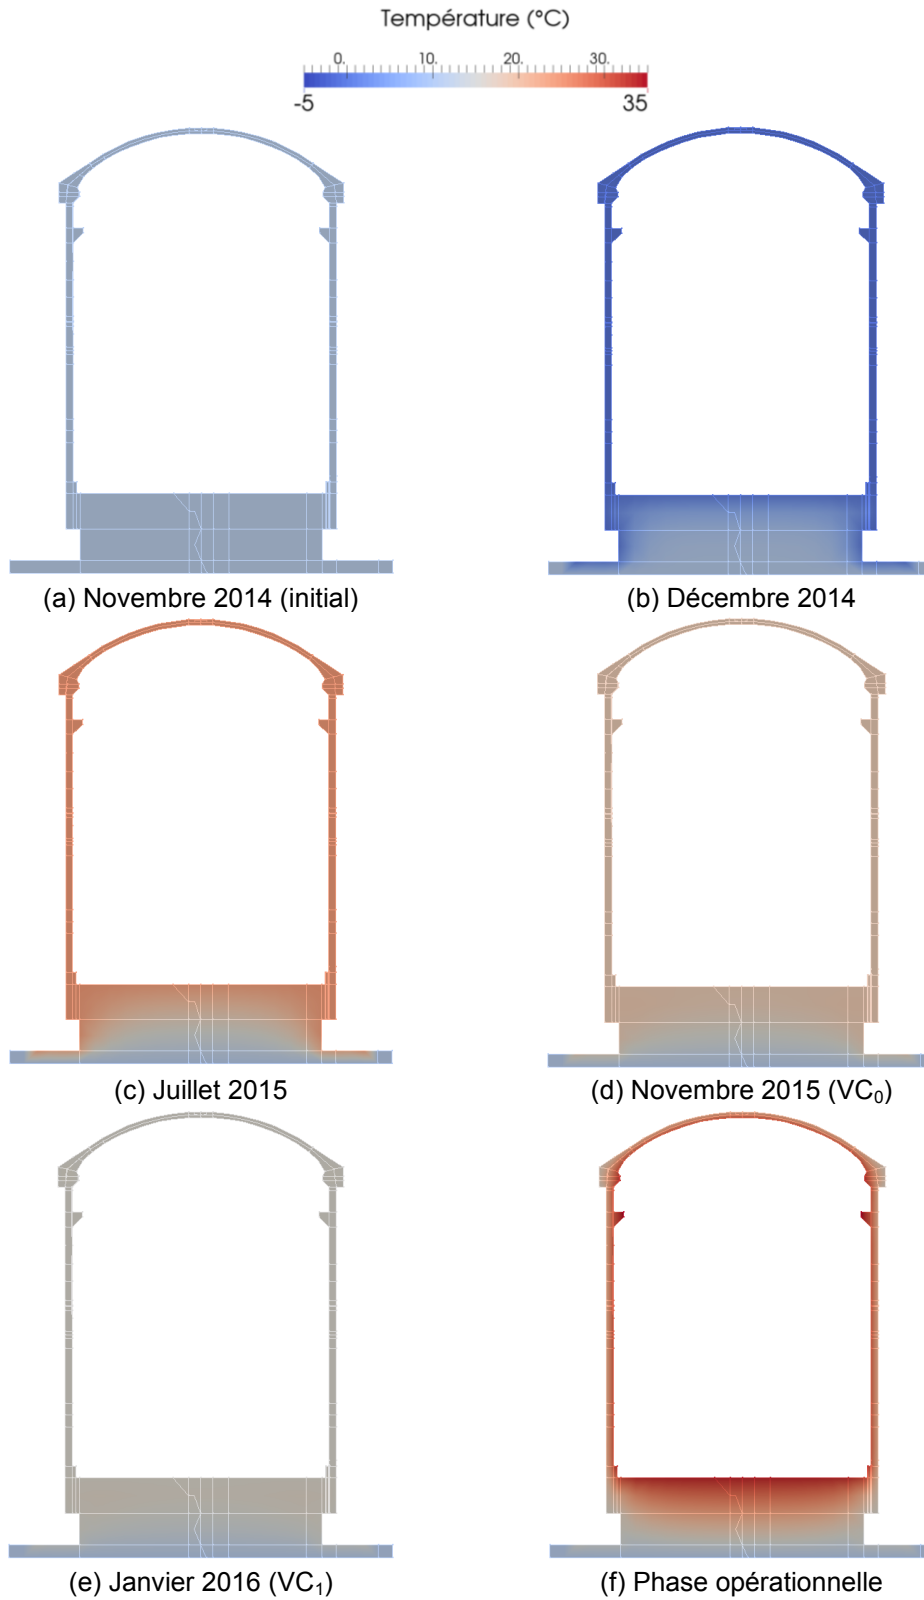 Température (°C)
0. 10. 20. 30.
-5 35
(a) Novembre 2014 (initial)
(b) Décembre 2014
(c) Juillet 2015
(d) Novembre 2015 (VC₀)
(e) Janvier 2016 (VC₁)
(f) Phase opérationnelle